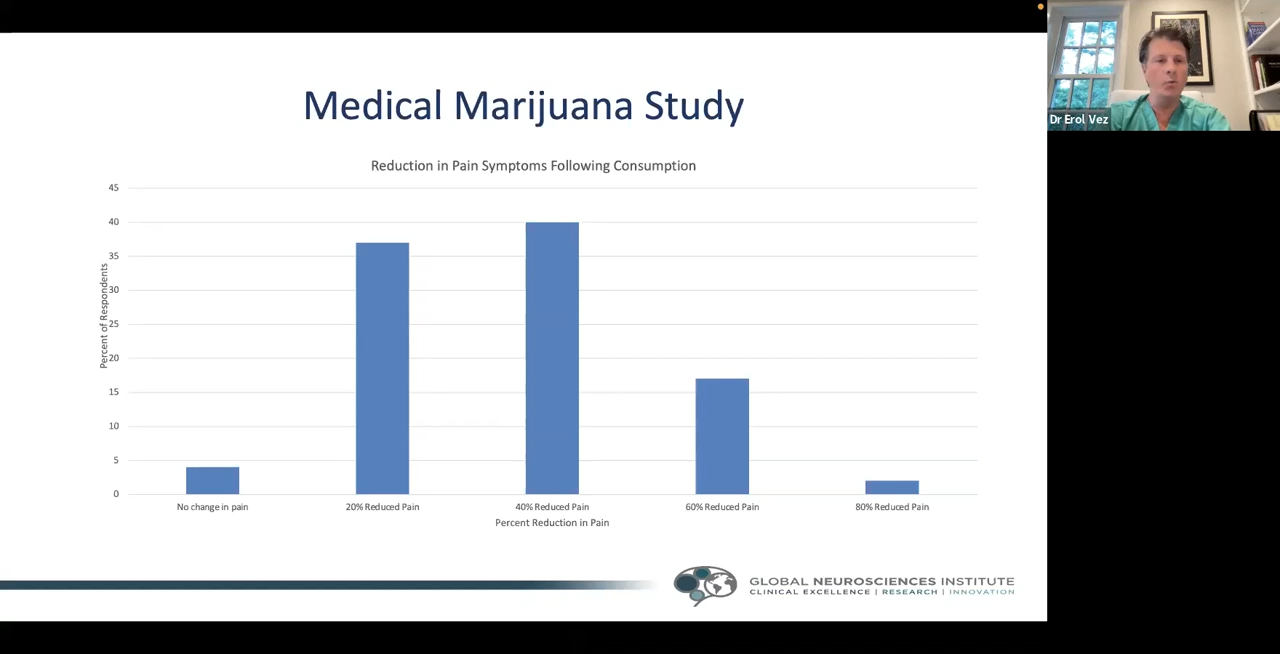 Medical Marijuana Study
Dr Erol Vez
Reduction in Pain Symptoms Following Consumption
45
40
35
30
25
20
15
10
5
0
Percent of Respondents
No change in pain
20% Reduced Pain
40% Reduced Pain
60% Reduced Pain
80% Reduced Pain
Percent Reduction in Pain
GLOBAL NEUROSCIENCES INSTITUTE
CLINICAL EXCELLENCE | RESEARCH | INNOVATION